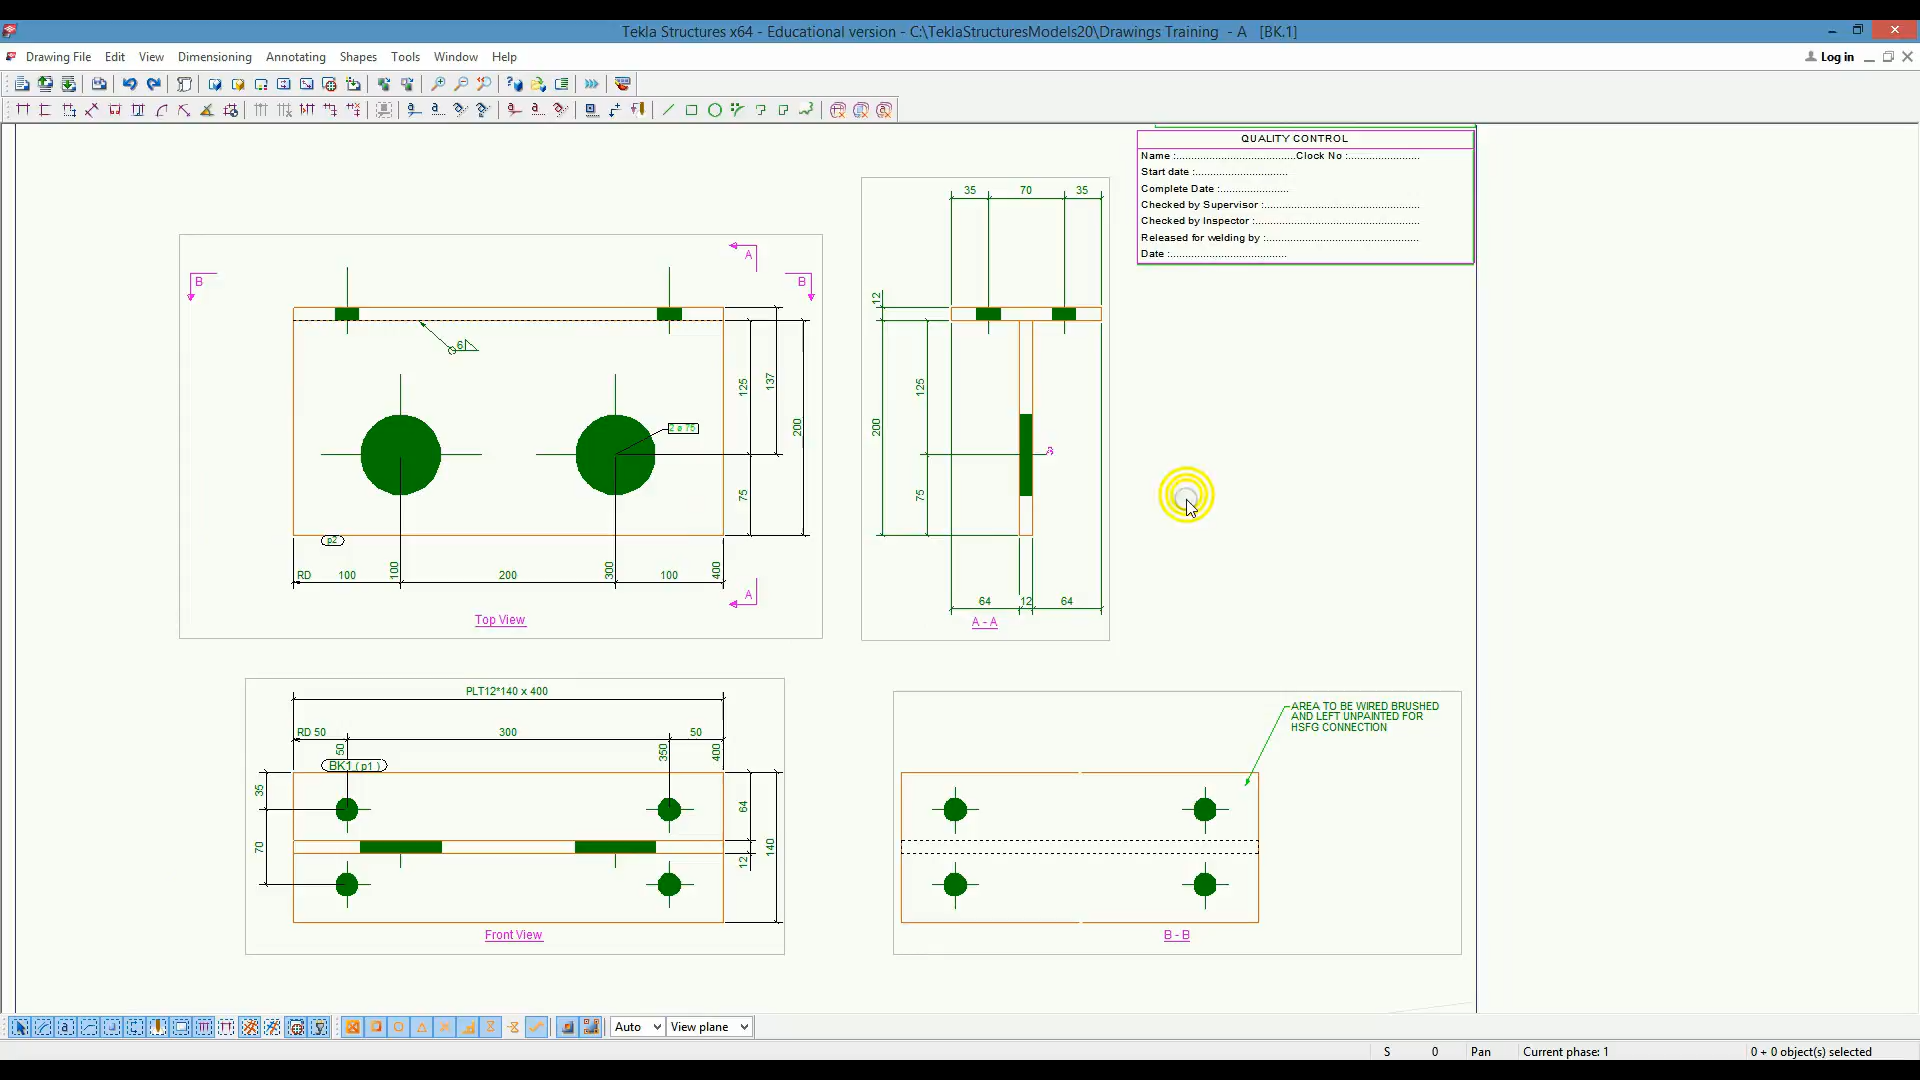 Tekla Structures x64 - Educational version - C:\TeklaStructuresModels20\Drawings Training - A [BK.1]
Drawing File Edit View Dimensioning Annotating Shapes Tools Window Help
Log in
QUALITY CONTROL
Name :.......................................Clock No :........................
Start date :...............................
Complete Date :.......................
Checked by Supervisor :....................................................
Checked by Inspector :.......................................................
Released for welding by :...................................................
Date :.......................................
35 70 35
A
B B
12
6
125 137 200
2 ø 75
75
p2
RD 100 100 200 300 100 400
A
Top View
125
200
75
64 12 64
A - A
PLT12*140 x 400
RD 50 300 50
50 350 400
BK1 ( p1 )
35
70
64
140
12
Front View
AREA TO BE WIRED BRUSHED
AND LEFT UNPAINTED FOR
HSFG CONNECTION
B - B
Auto View plane
S 0 Pan Current phase: 1 0 + 0 object(s) selected